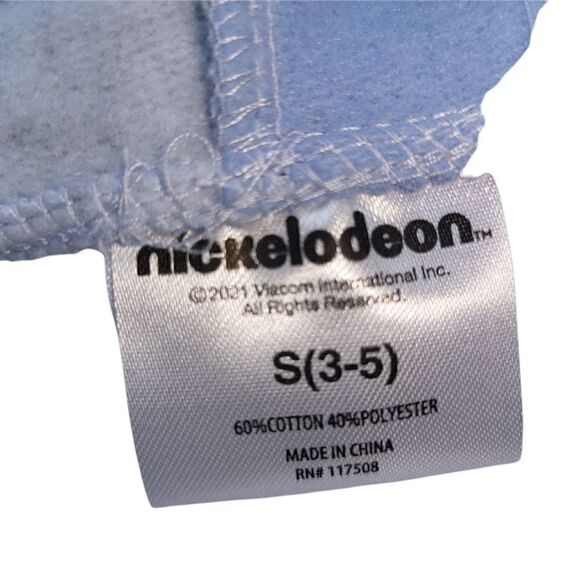 nickelodeon™
©2021 Viacom International Inc.
All Rights Reserved.
S(3-5)
60%COTTON 40%POLYESTER
MADE IN CHINA
RN# 117508